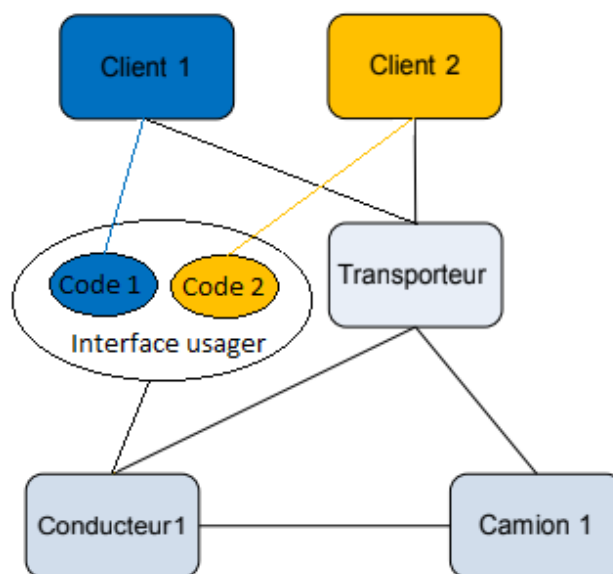 Client 1
Client 2
Code 1
Code 2
Transporteur
Interface usager
Conducteur1
Camion 1